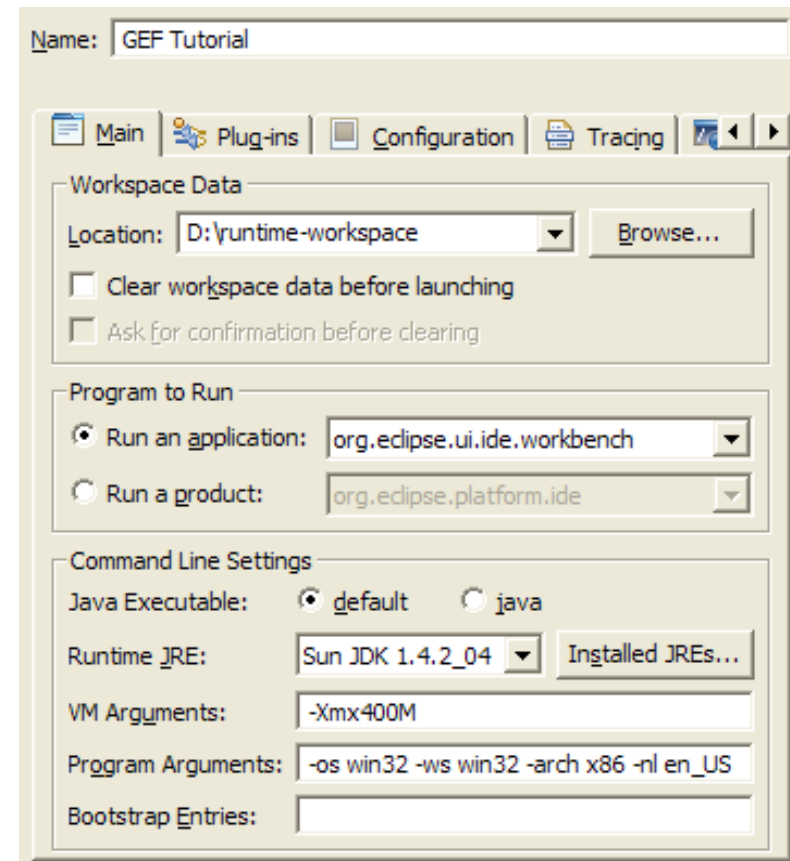 Name: GEF Tutorial
Main Plug-ins Configuration Tracing
Workspace Data
Location: D:\runtime-workspace Browse...
Clear workspace data before launching
Ask for confirmation before clearing
Program to Run
Run an application: org.eclipse.ui.ide.workbench
Run a product: org.eclipse.platform.ide
Command Line Settings
Java Executable: default java
Runtime JRE: Sun JDK 1.4.2_04 Installed JREs...
VM Arguments: -Xmx400M
Program Arguments: -os win32 -ws win32 -arch x86 -nl en_US
Bootstrap Entries: